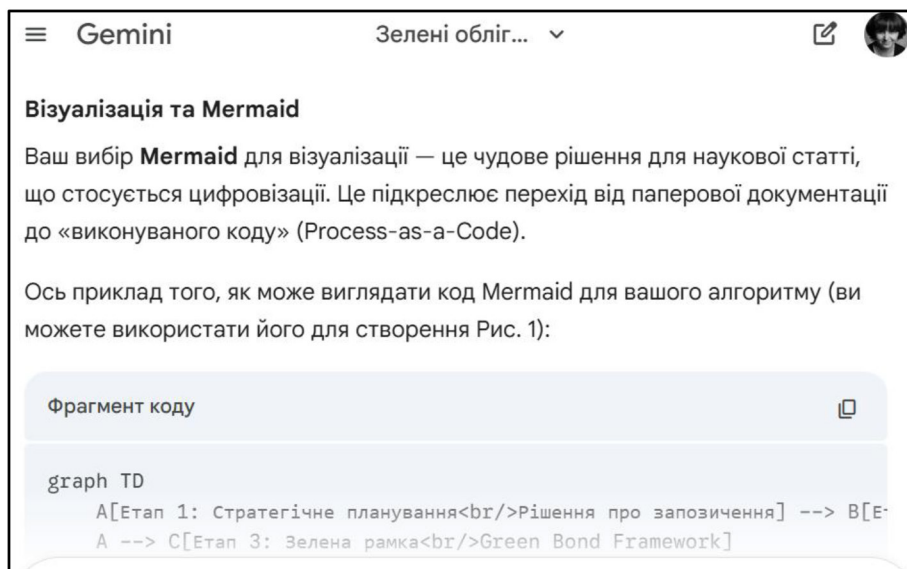 Gemini
Зелені обліг...
Візуалізація та Mermaid
Ваш вибір Mermaid для візуалізації — це чудове рішення для наукової статті,
що стосується цифровізації. Це підкреслює перехід від паперової документації
до «виконуваного коду» (Process-as-a-Code).
Ось приклад того, як може виглядати код Mermaid для вашого алгоритму (ви
можете використати його для створення Рис. 1):
Фрагмент коду
graph TD
A[Етап 1: Стратегічне планування<br/>Рішення про запозичення] --> B[Е
A --> C[Етап 3: Зелена рамка<br/>Green Bond Framework]